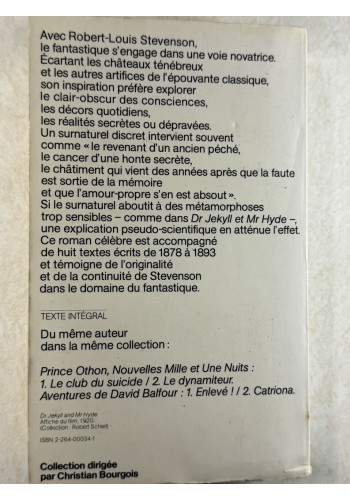 Avec Robert-Louis Stevenson,
le fantastique s'engage dans une voie novatrice.
Écartant les châteaux ténébreux
et les autres artifices de l'épouvante classique,
son inspiration préfère explorer
le clair-obscur des consciences,
les décors quotidiens,
les réalités secrètes ou dépravées.
Un surnaturel discret intervient souvent
comme « le revenant d'un ancien péché,
le cancer d'une honte secrète,
le châtiment qui vient des années après que la faute
est sortie de la mémoire
et que l'amour-propre s'en est absout ».
Si le surnaturel aboutit à des métamorphoses
trop sensibles – comme dans Dr Jekyll et Mr Hyde –,
une explication pseudo-scientifique en atténue l'effet.
Ce roman célèbre est accompagné
de huit textes écrits de 1878 à 1893
et témoigne de l'originalité
et de la continuité de Stevenson
dans le domaine du fantastique.
TEXTE INTÉGRAL
Du même auteur
dans la même collection :
Prince Othon, Nouvelles Mille et Une Nuits :
1. Le club du suicide / 2. Le dynamiteur.
Aventures de David Balfour : 1. Enlevé ! / 2. Catriona.
Dr Jekyll and Mr Hyde
Affiche du film, 1920.
(Collection : Robert Scherl).
ISBN 2-264-00034-1
Collection dirigée
par Christian Bourgois